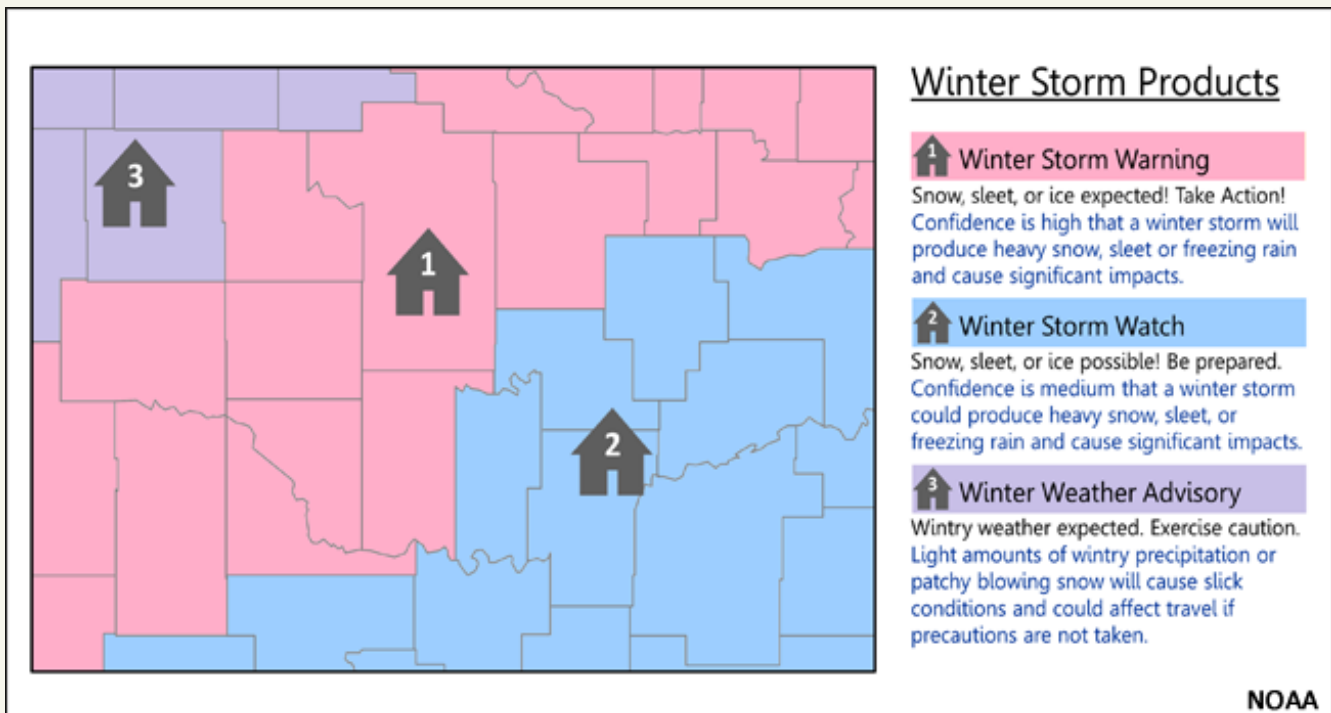 Winter Storm Products
3
1
2
1 Winter Storm Warning
Snow, sleet, or ice expected! Take Action!
Confidence is high that a winter storm will
produce heavy snow, sleet or freezing rain
and cause significant impacts.
2 Winter Storm Watch
Snow, sleet, or ice possible! Be prepared.
Confidence is medium that a winter storm
could produce heavy snow, sleet, or
freezing rain and cause significant impacts.
3 Winter Weather Advisory
Wintry weather expected. Exercise caution.
Light amounts of wintry precipitation or
patchy blowing snow will cause slick
conditions and could affect travel if
precautions are not taken.
NOAA